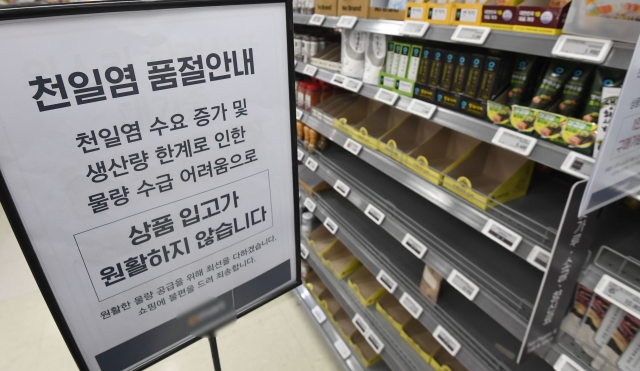 천일염 품절안내
천일염 수요 증가 및
생산량 한계로 인한
물량 수급 어려움으로
상품 입고가
원활하지 않습니다
원활한 물량 공급을 위해 최선을 다하겠습니다.
쇼핑에 불편을 드려 죄송합니다.